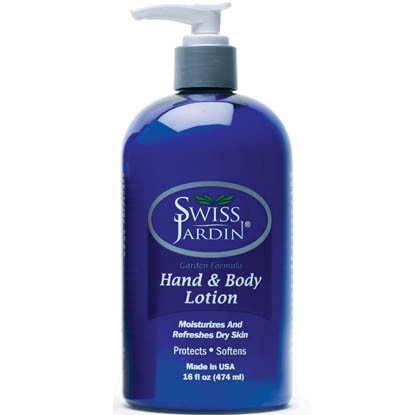 SWISS
JARDIN®
Garden Formula
Hand & Body
Lotion
Moisturizes And
Refreshes Dry Skin
Protects • Softens
Made in USA
16 fl oz (474 ml)